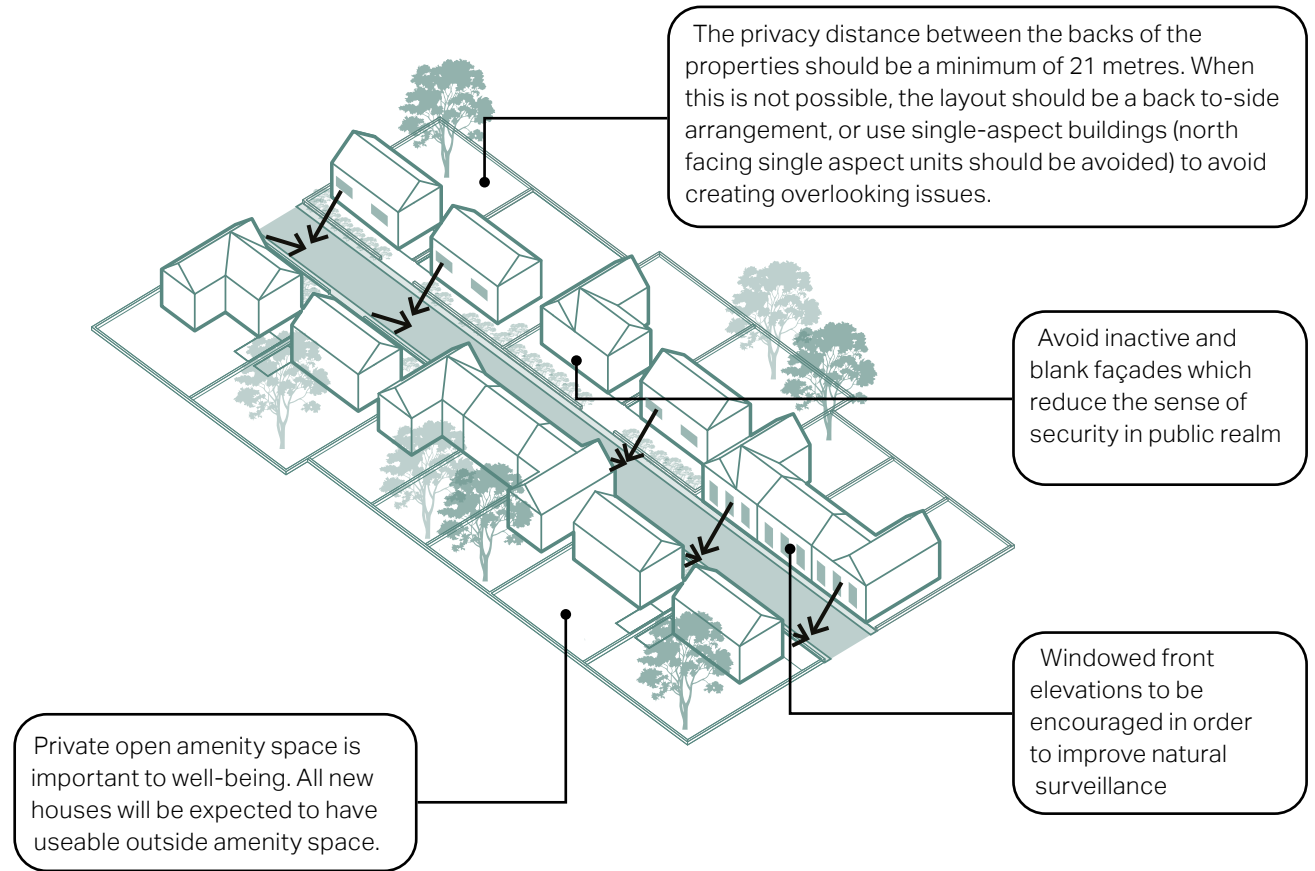 The privacy distance between the backs of the
properties should be a minimum of 21 metres. When
this is not possible, the layout should be a back to-side
arrangement, or use single-aspect buildings (north
facing single aspect units should be avoided) to avoid
creating overlooking issues.
Avoid inactive and
blank façades which
reduce the sense of
security in public realm
Windowed front
elevations to be
encouraged in order
to improve natural
surveillance
Private open amenity space is
important to well-being. All new
houses will be expected to have
useable outside amenity space.